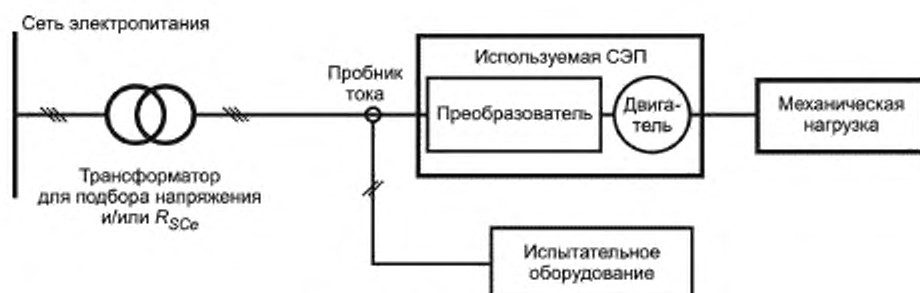 Сеть электропитания
Используемая СЭП
Пробник
тока
Преобразователь
Двига-
тель
Механическая
нагрузка
Трансформатор
для подбора напряжения
и/или R_SCe
Испытательное
оборудование